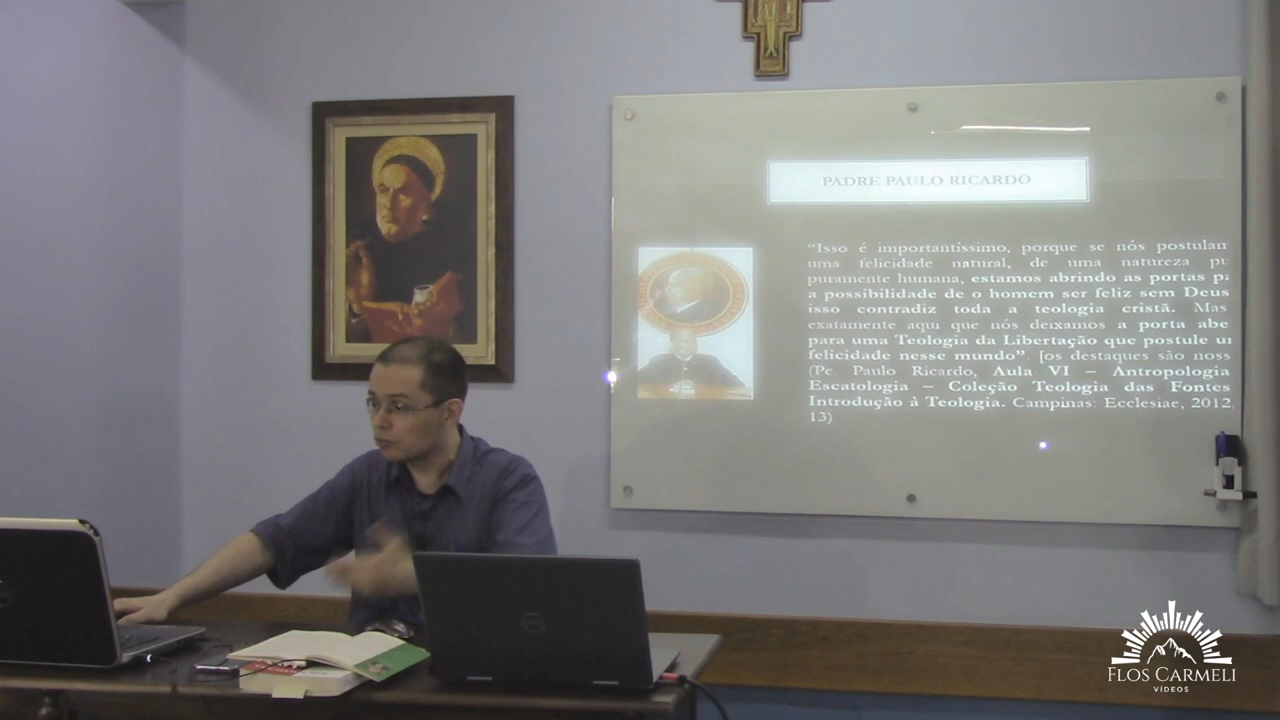 PADRE PAULO RICARDO
“Isso é importantíssimo, porque se nós postulam
uma felicidade natural, de uma natureza pu
puramente humana, estamos abrindo as portas pa
a possibilidade de o homem ser feliz sem Deus
isso contradiz toda a teologia cristã. Mas
exatamente aqui que nós deixamos a porta abe
para uma Teologia da Libertação que postule u
felicidade nesse mundo”. [os destaques são noss
(Pe. Paulo Ricardo, Aula VI – Antropologia
Escatologia – Coleção Teologia das Fontes
Introdução à Teologia. Campinas: Ecclesiae, 2012
13)
FLOS CARMELI
VÍDEOS